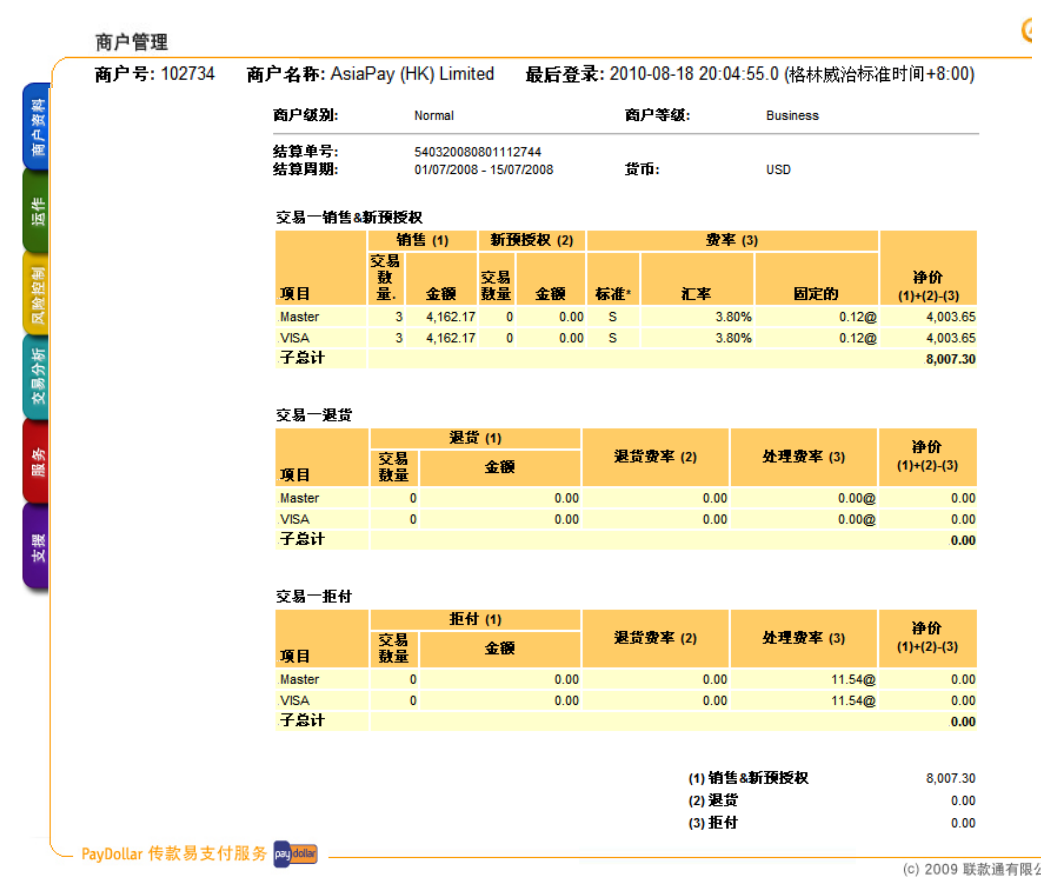 商户管理
商户号: 102734 商户名称: AsiaPay (HK) Limited 最后登录: 2010-08-18 20:04:55.0 (格林威治标准时间+8:00)
商户资料
运作
风险控制
交易分析
服务
支援
商户级别: Normal 商户等级: Business
结算单号: 540320080801112744
结算周期: 01/07/2008 - 15/07/2008 货币: USD
交易一销售&新预授权
销售 (1) 新预授权 (2) 费率 (3)
项目 交易数量. 金额 交易数量 金额 标准* 汇率 固定的 净价 (1)+(2)-(3)
Master 3 4,162.17 0 0.00 S 3.80% 0.12@ 4,003.65
VISA 3 4,162.17 0 0.00 S 3.80% 0.12@ 4,003.65
子总计 8,007.30
交易一退货
退货 (1) 退货费率 (2) 处理费率 (3) 净价 (1)+(2)-(3)
项目 交易数量 金额
Master 0 0.00 0.00 0.00@ 0.00
VISA 0 0.00 0.00 0.00@ 0.00
子总计 0.00
交易一拒付
拒付 (1) 退货费率 (2) 处理费率 (3) 净价 (1)+(2)-(3)
项目 交易数量 金额
Master 0 0.00 0.00 11.54@ 0.00
VISA 0 0.00 0.00 11.54@ 0.00
子总计 0.00
(1) 销售&新预授权 8,007.30
(2) 退货 0.00
(3) 拒付 0.00
PayDollar 传款易支付服务 pay dollar
(c) 2009 联款通有限